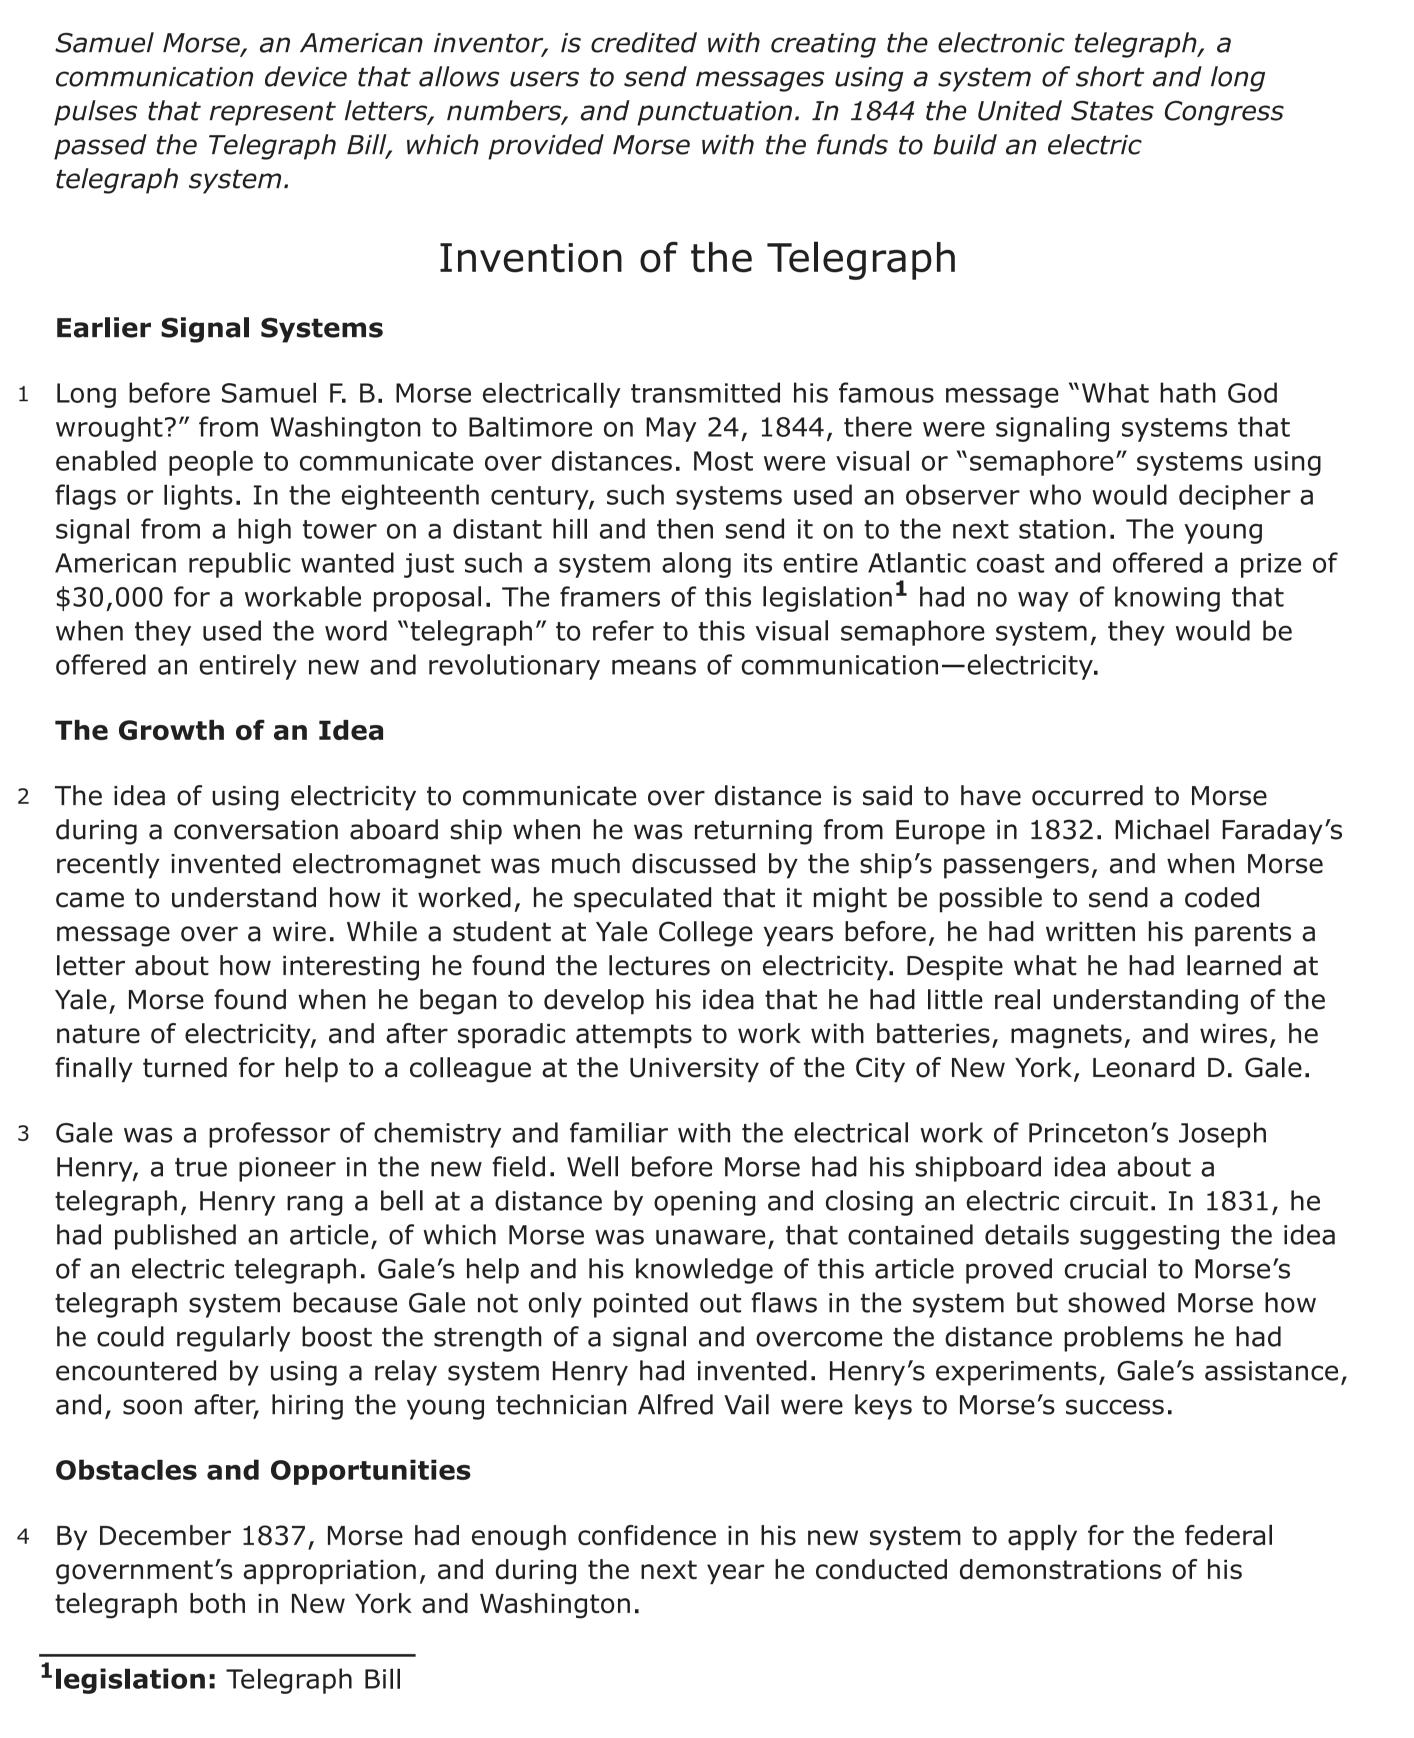 Samuel Morse, an American inventor, is credited with creating the electronic telegraph, a
communication device that allows users to send messages using a system of short and long
pulses that represent letters, numbers, and punctuation. In 1844 the United States Congress
passed the Telegraph Bill, which provided Morse with the funds to build an electric
telegraph system.
Invention of the Telegraph
Earlier Signal Systems
1 Long before Samuel F. B. Morse electrically transmitted his famous message “What hath God
wrought?” from Washington to Baltimore on May 24, 1844, there were signaling systems that
enabled people to communicate over distances. Most were visual or “semaphore” systems using
flags or lights. In the eighteenth century, such systems used an observer who would decipher a
signal from a high tower on a distant hill and then send it on to the next station. The young
American republic wanted just such a system along its entire Atlantic coast and offered a prize of
$30,000 for a workable proposal. The framers of this legislation¹ had no way of knowing that
when they used the word “telegraph” to refer to this visual semaphore system, they would be
offered an entirely new and revolutionary means of communication—electricity.
The Growth of an Idea
2 The idea of using electricity to communicate over distance is said to have occurred to Morse
during a conversation aboard ship when he was returning from Europe in 1832. Michael Faraday’s
recently invented electromagnet was much discussed by the ship’s passengers, and when Morse
came to understand how it worked, he speculated that it might be possible to send a coded
message over a wire. While a student at Yale College years before, he had written his parents a
letter about how interesting he found the lectures on electricity. Despite what he had learned at
Yale, Morse found when he began to develop his idea that he had little real understanding of the
nature of electricity, and after sporadic attempts to work with batteries, magnets, and wires, he
finally turned for help to a colleague at the University of the City of New York, Leonard D. Gale.
3 Gale was a professor of chemistry and familiar with the electrical work of Princeton’s Joseph
Henry, a true pioneer in the new field. Well before Morse had his shipboard idea about a
telegraph, Henry rang a bell at a distance by opening and closing an electric circuit. In 1831, he
had published an article, of which Morse was unaware, that contained details suggesting the idea
of an electric telegraph. Gale’s help and his knowledge of this article proved crucial to Morse’s
telegraph system because Gale not only pointed out flaws in the system but showed Morse how
he could regularly boost the strength of a signal and overcome the distance problems he had
encountered by using a relay system Henry had invented. Henry’s experiments, Gale’s assistance,
and, soon after, hiring the young technician Alfred Vail were keys to Morse’s success.
Obstacles and Opportunities
4 By December 1837, Morse had enough confidence in his new system to apply for the federal
government’s appropriation, and during the next year he conducted demonstrations of his
telegraph both in New York and Washington.
¹legislation: Telegraph Bill